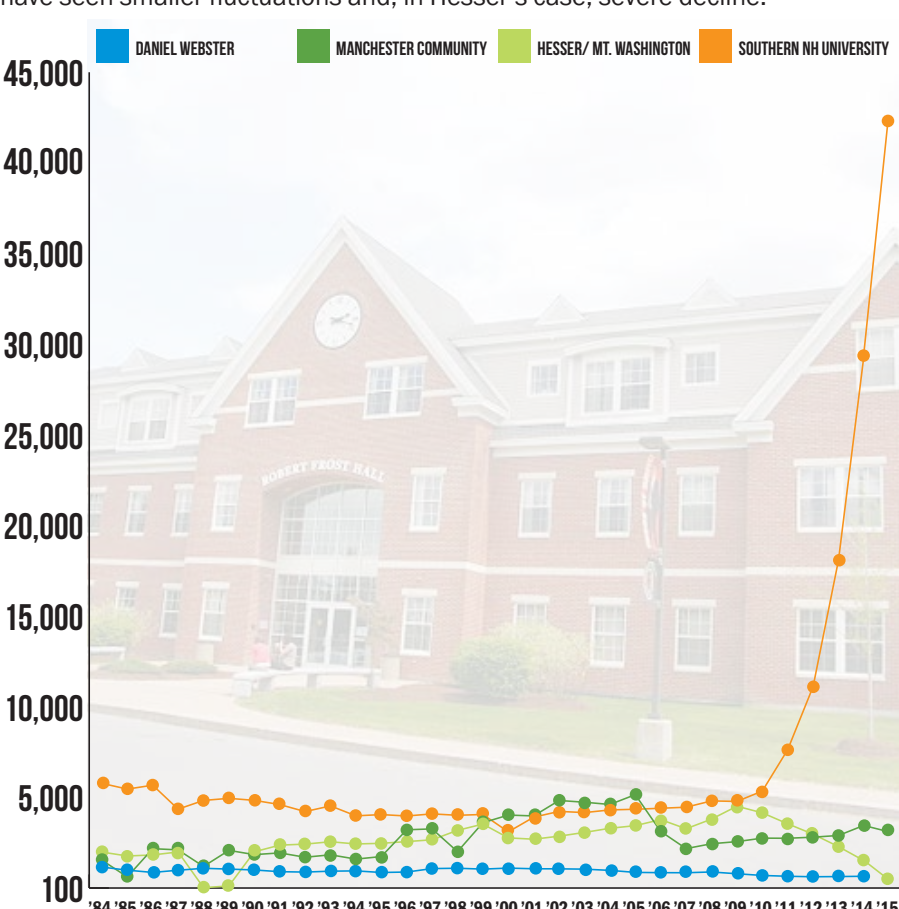 have seen smaller fluctuations and, in Hesser's case, severe decline.
DANIEL WEBSTER MANCHESTER COMMUNITY HESSER/ MT. WASHINGTON SOUTHERN NH UNIVERSITY
45,000
40,000
35,000
30,000
25,000
20,000
15,000
10,000
5,000
100
ROBERT FROST HALL
'84 '85 '86 '87 '88 '89 '90 '91 '92 '93 '94 '95 '96 '97 '98 '99 '00 '01 '02 '03 '04 '05 '06 '07 '08 '09 '10 '11 '12 '13 '14 '15